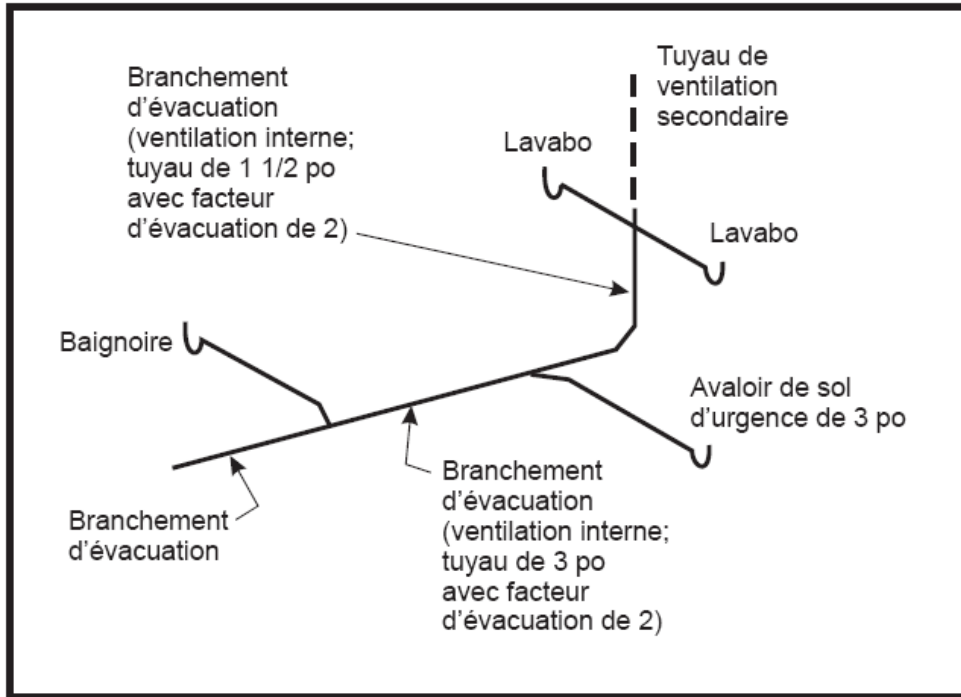 Branchement
d'évacuation
(ventilation interne;
tuyau de 1 1/2 po
avec facteur
d'évacuation de 2)
Tuyau de
ventilation
secondaire
Lavabo
Lavabo
Baignoire
Avaloir de sol
d'urgence de 3 po
Branchement
d'évacuation
Branchement
d'évacuation
(ventilation interne;
tuyau de 3 po
avec facteur
d'évacuation de 2)